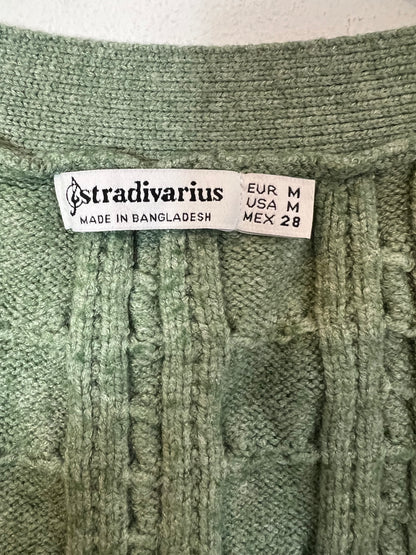 stradivarius
MADE IN BANGLADESH
EUR M
USA M
MEX 28